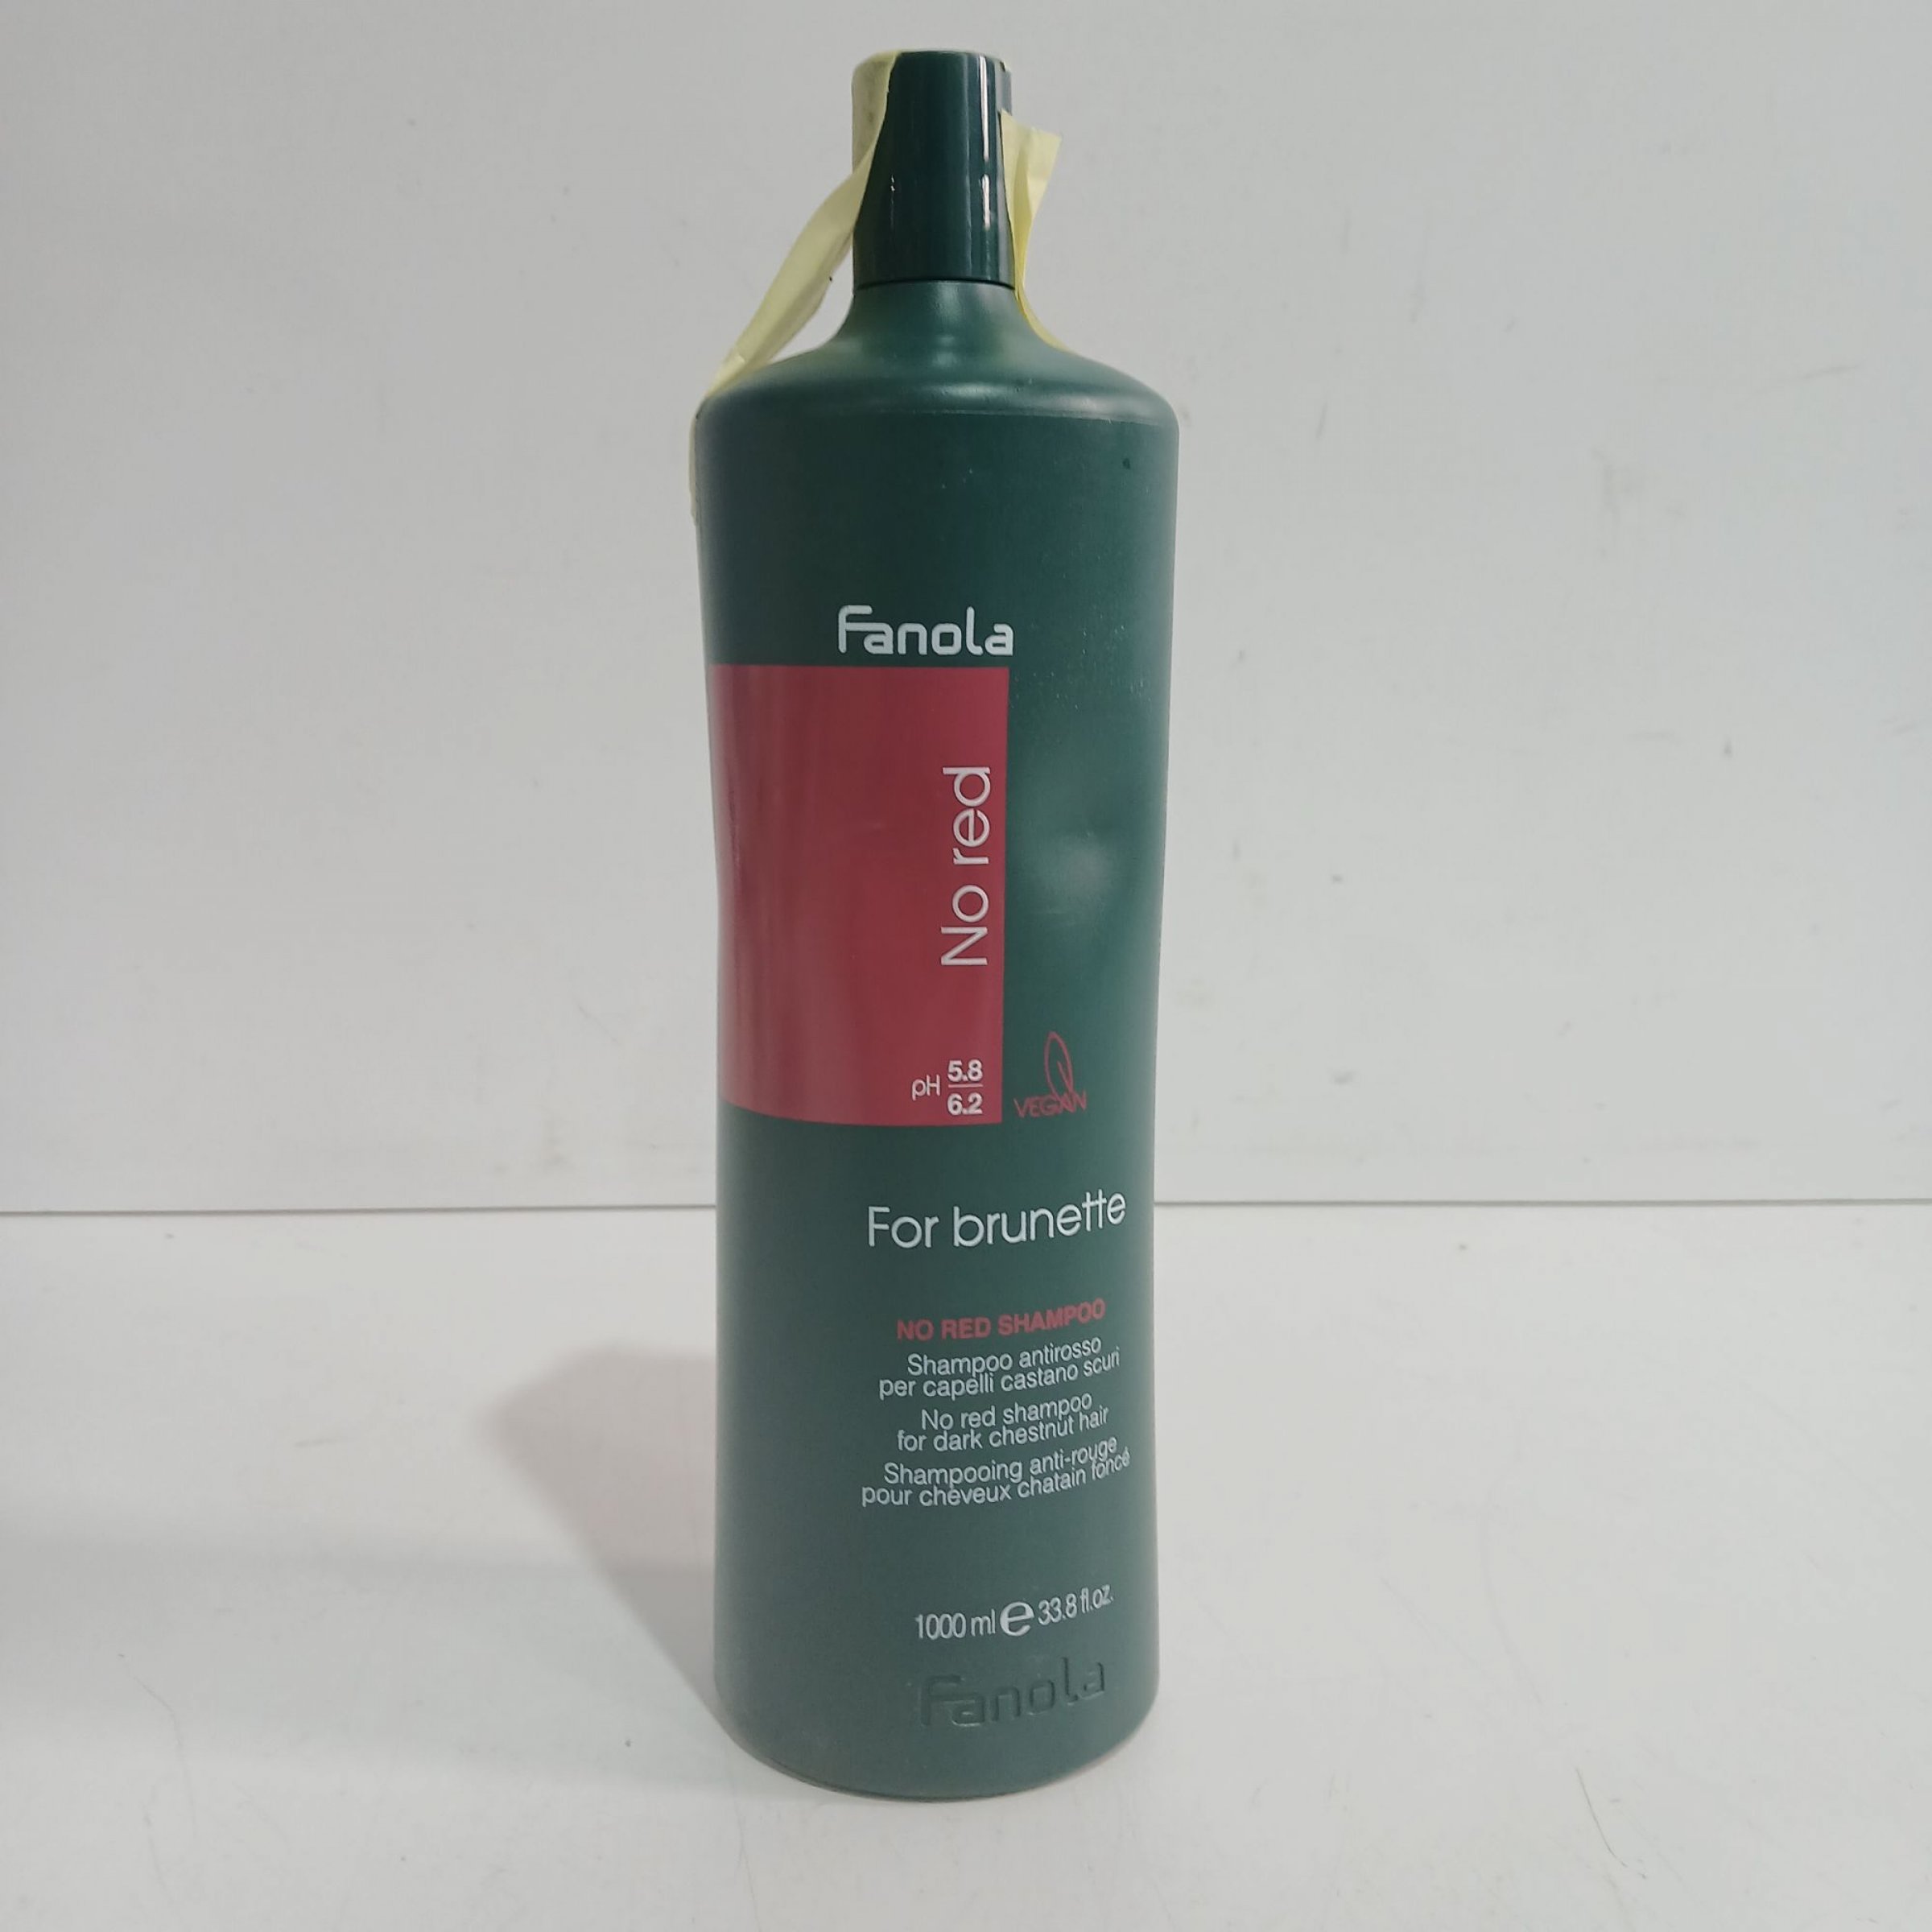 Fanola
No red
pH 5.8
6.2
VEGAN
For brunette
NO RED SHAMPOO
Shampoo antirosso
per capelli castano scuri
No red shampoo
for dark chestnut hair
Shampooing anti-rouge
pour cheveux chatain foncé
1000 ml e 33.8 fl.oz.
Fanola